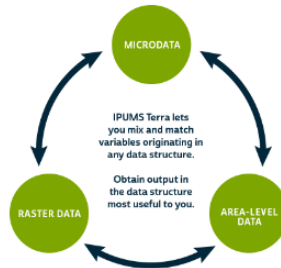 MICRODATA
IPUMS Terra lets
you mix and match
variables originating in
any data structure.
Obtain output in
the data structure
most useful to you.
RASTER DATA
AREA-LEVEL
DATA